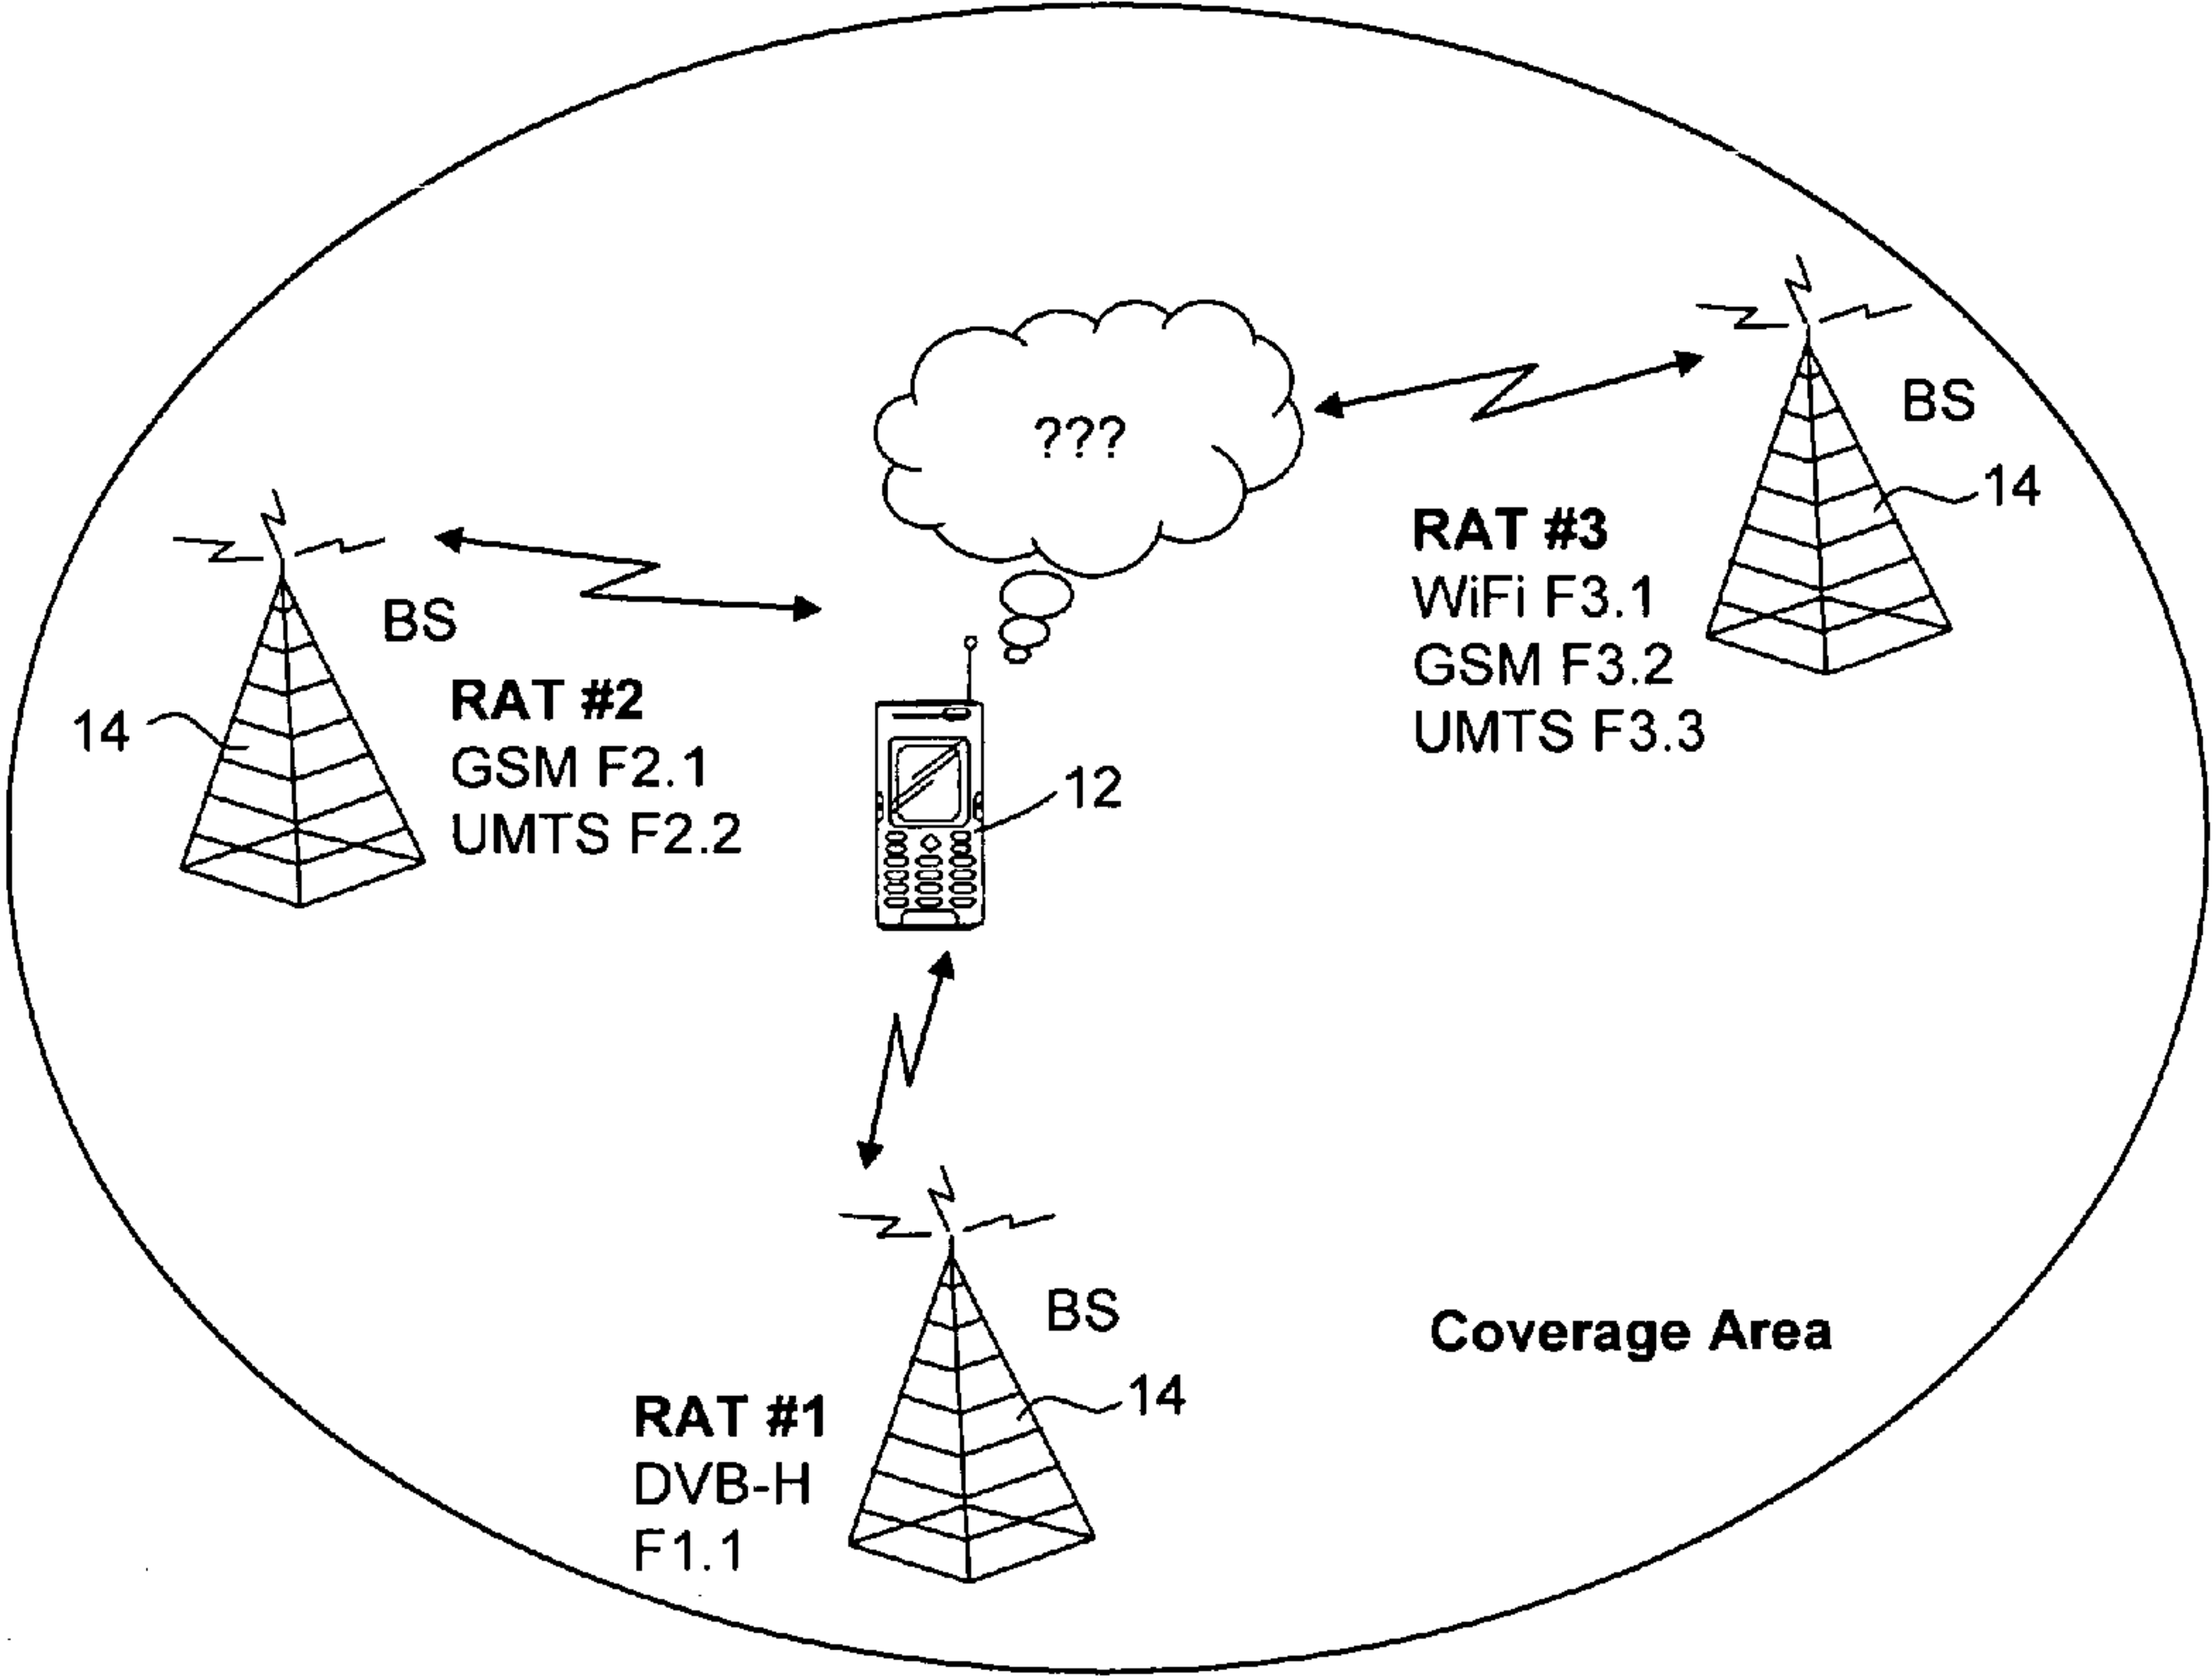 ???
BS
14
RAT #3
WiFi F3.1
GSM F3.2
UMTS F3.3
BS
14
RAT #2
GSM F2.1
UMTS F2.2
12
BS
14
RAT #1
DVB-H
F1.1
Coverage Area